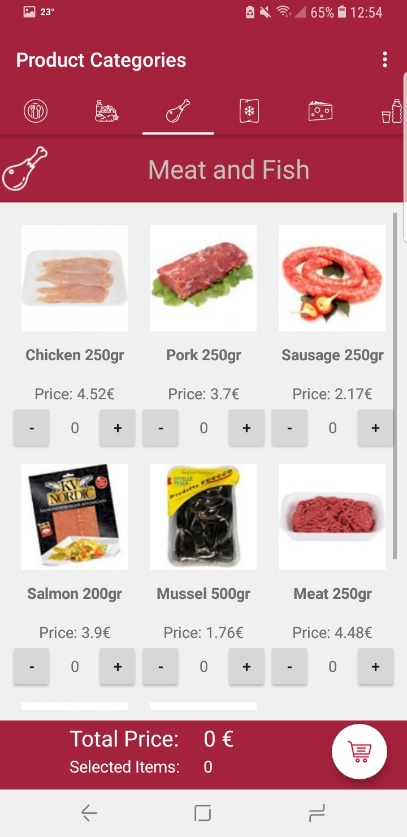 23° 65% 12:54
Product Categories
Meat and Fish
Chicken 250gr Pork 250gr Sausage 250gr
Price: 4.52€ Price: 3.7€ Price: 2.17€
- 0 + - 0 + - 0 +
KV
NORDIC
Prodotto FRESCO
Salmon 200gr Mussel 500gr Meat 250gr
Price: 3.9€ Price: 1.76€ Price: 4.48€
- 0 + - 0 + - 0 +
Total Price: 0 €
Selected Items: 0